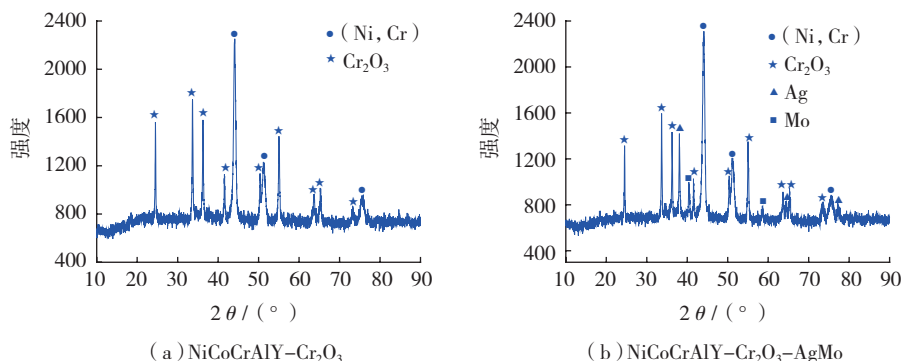 2400
2000
1600
1200
800
400
强度
10 20 30 40 50 60 70 80 90
2θ/(°)
●(Ni,Cr)
★Cr₂O₃
(a)NiCoCrAlY-Cr₂O₃
2400
2000
1600
1200
800
400
强度
10 20 30 40 50 60 70 80 90
2θ/(°)
●(Ni,Cr)
★Cr₂O₃
▲Ag
■Mo
(b)NiCoCrAlY-Cr₂O₃-AgMo